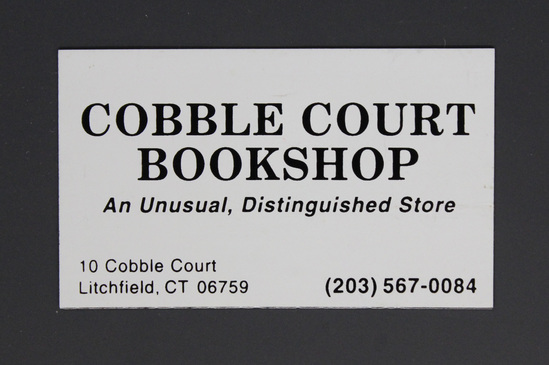 COBBLE COURT
BOOKSHOP
An Unusual, Distinguished Store
10 Cobble Court
Litchfield, CT 06759
(203) 567-0084